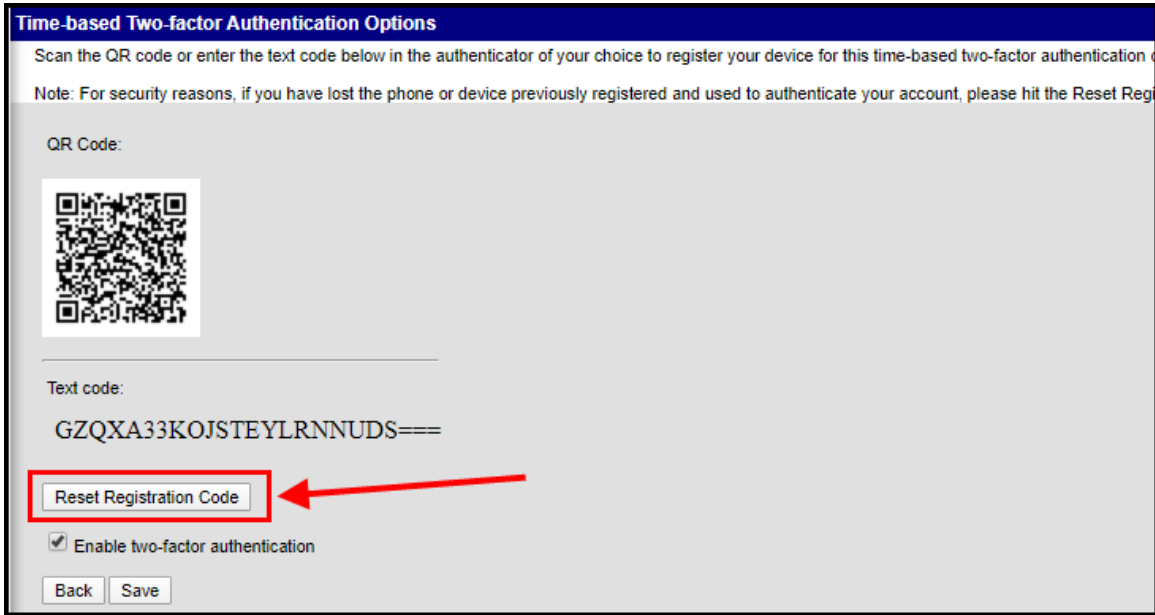 Time-based Two-factor Authentication Options
Scan the QR code or enter the text code below in the authenticator of your choice to register your device for this time-based two-factor authentication
Note: For security reasons, if you have lost the phone or device previously registered and used to authenticate your account, please hit the Reset Regi
QR Code:
Text code:
GZQXA33KOJSTEYLRNNUDS===
Reset Registration Code
Enable two-factor authentication
Back Save